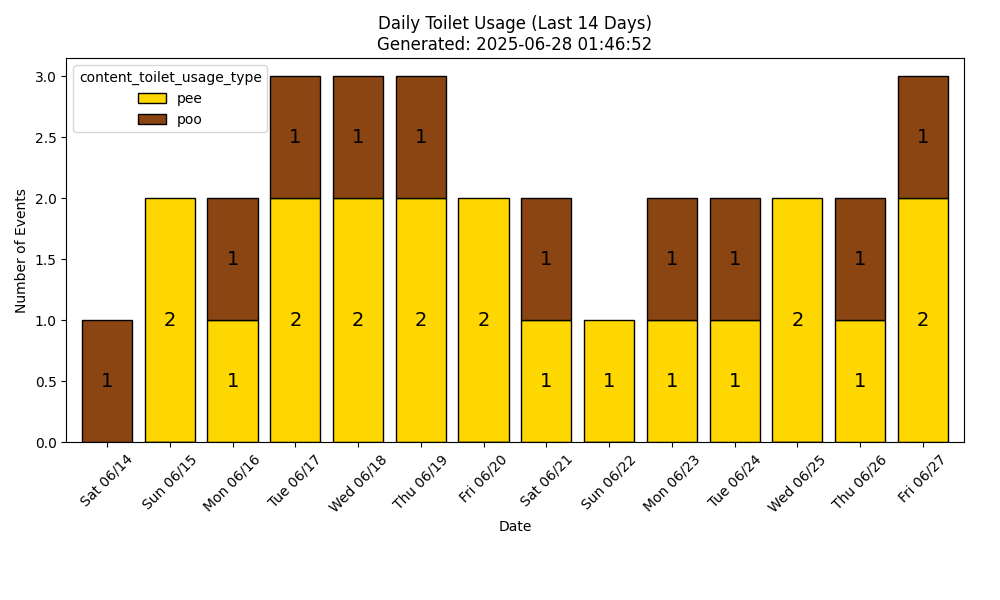 Daily Toilet Usage (Last 14 Days)
Generated: 2025-06-28 01:46:52
content_toilet_usage_type
pee
poo
Number of Events
3.0
2.5
2.0
1.5
1.0
0.5
0.0
1
2
1
1
2
1
2
1
2
1
2
1
1
1
1
1
1
1
2
1
1
2
1
Sat 06/14
Sun 06/15
Mon 06/16
Tue 06/17
Wed 06/18
Thu 06/19
Fri 06/20
Sat 06/21
Sun 06/22
Mon 06/23
Tue 06/24
Wed 06/25
Thu 06/26
Fri 06/27
Date